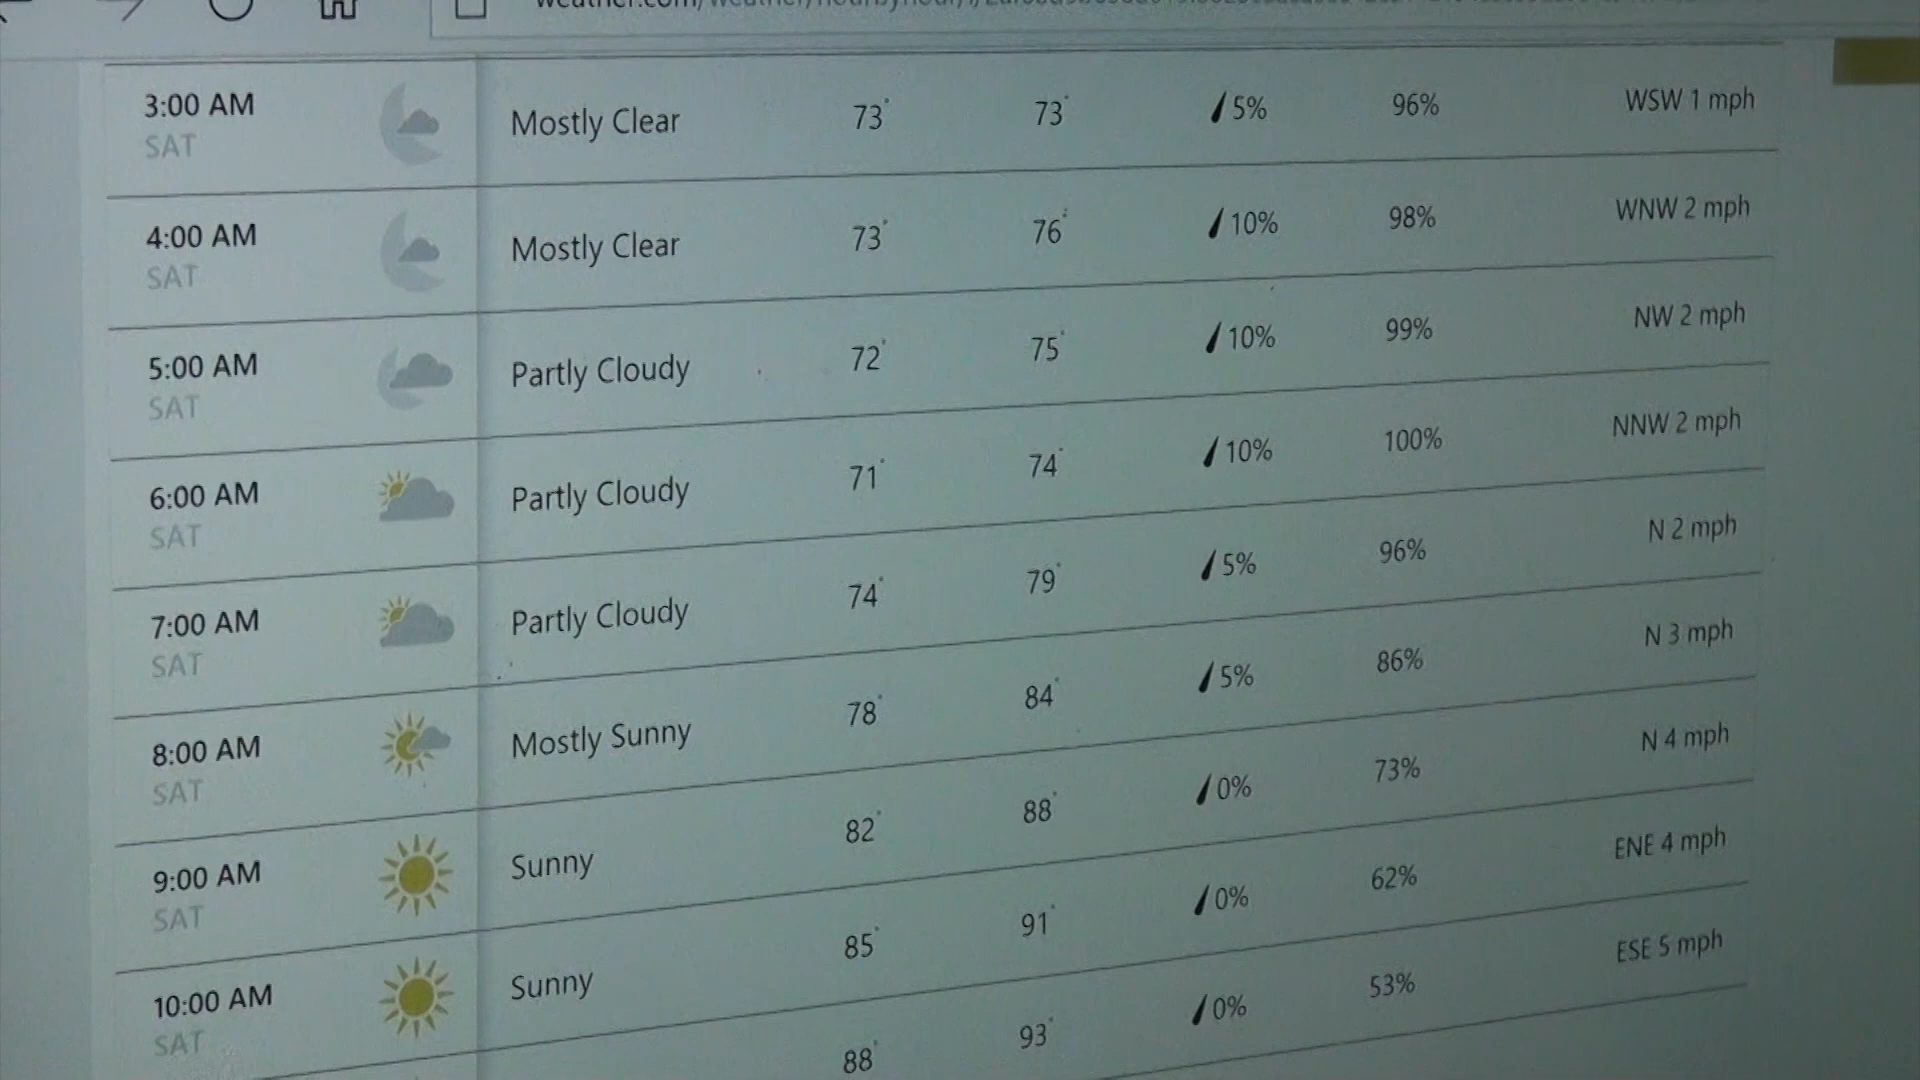 3:00 AM Mostly Clear 73° 73° 5% 96% WSW 1 mph
SAT
4:00 AM Mostly Clear 73° 76° 10% 98% WNW 2 mph
SAT
5:00 AM Partly Cloudy 72° 75° 10% 99% NW 2 mph
SAT
6:00 AM Partly Cloudy 71° 74° 10% 100% NNW 2 mph
SAT
7:00 AM Partly Cloudy 74° 79° 5% 96% N 2 mph
SAT
8:00 AM Mostly Sunny 78° 84° 5% 86% N 3 mph
SAT
9:00 AM Sunny 82° 88° 0% 73% N 4 mph
SAT
10:00 AM Sunny 85° 91° 0% 62% ENE 4 mph
SAT
88° 93° 0% 53% ESE 5 mph